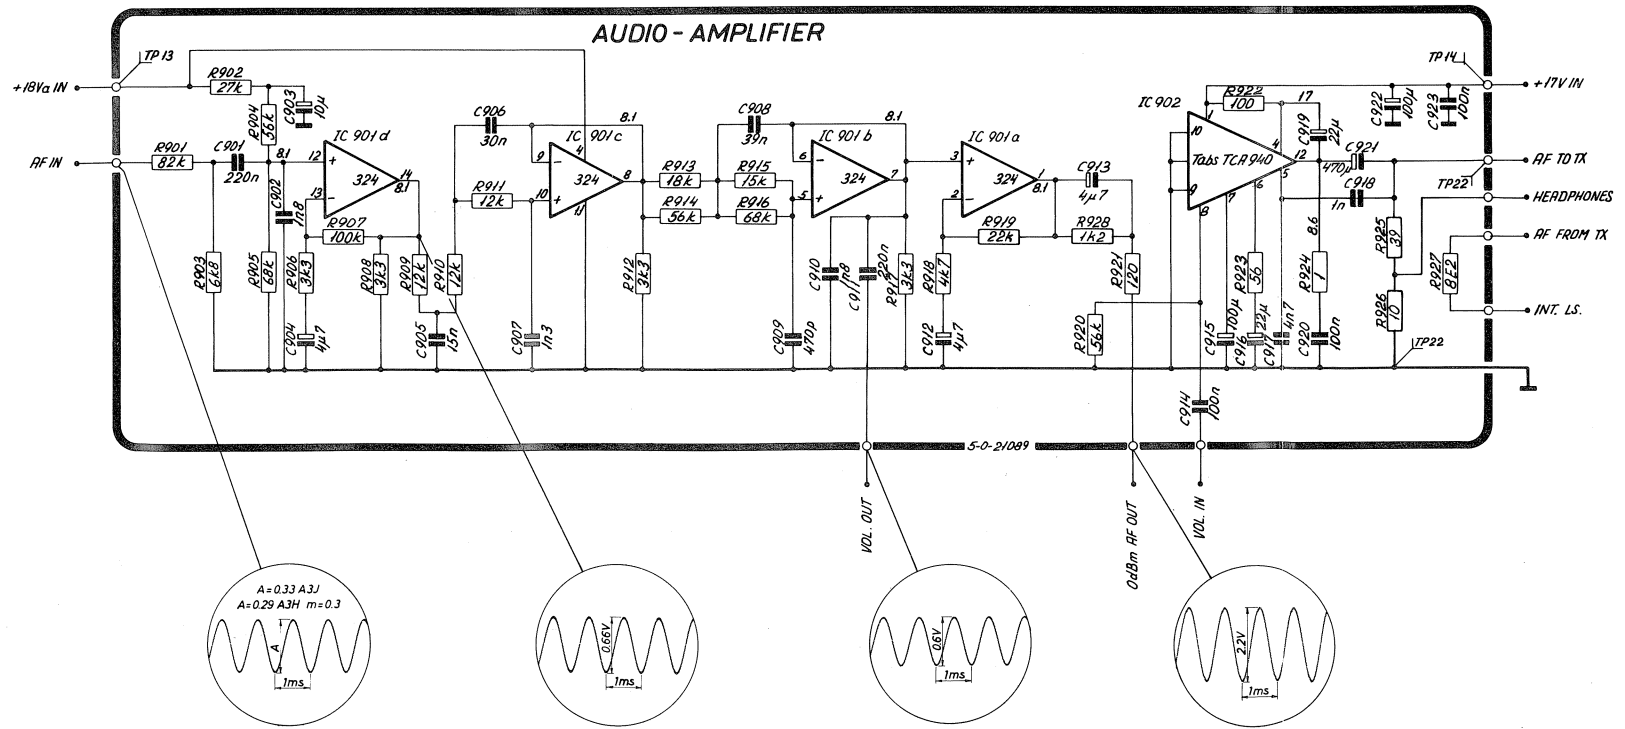 AUDIO - AMPLIFIER
TP 13
TP 14
+18Va IN
+17V IN
R902
27k
R904
56k
C903
10µ
IC 901d
C906
30n
8.1
IC 901c
4
C908
39n
8.1
IC 901b
IC 901a
IC 902
R922
100
17
C919
22µ
C922
100µ
C923
100n
AF IN
R901
82k
C901
220n
8.1
12
13
324
14
8.1
C902
1n8
R907
100k
R911
12k
9
10
324
8
11
R913
18k
R915
15k
R914
56k
R916
68k
6
5
324
7
3
2
324
1
8.1
C913
4µ7
R919
22k
R928
1k2
1
10
9
Tabs TCA 940
4
12
5
6
7
8
470µ
C921
C918
1n
AF TO TX
TP22
HEADPHONES
AF FROM TX
INT. LS.
R903
6k8
R905
68k
R906
3k3
R908
3k3
R909
12k
R910
12k
R912
3k3
C910
1n8
C911
220n
R917
3k3
R918
4k7
R921
120
R923
56
8.6
R924
1
R925
39
R927
8E2
R926
10
C904
4µ7
C905
15n
C907
1n3
C909
470p
C912
4µ7
R920
56k
C915
100µ
C916
22µ
C917
4n7
C920
100n
TP22
C914
100n
5-0-21089
VOL. OUT
0dBm AF OUT
VOL. IN
A=0.33 A3J
A=0.29 A3H m=0.3
A
1ms
0.66V
1ms
0.6V
1ms
2.2V
1ms